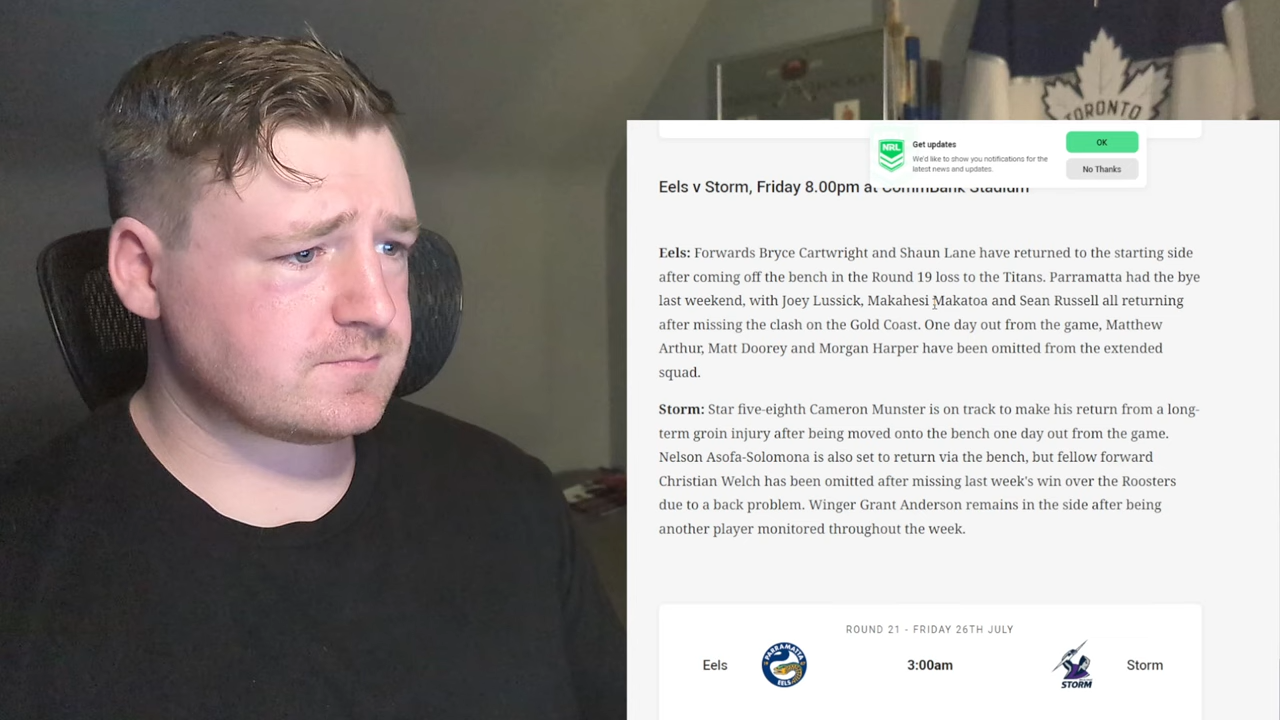 TORONTO
NRL
Get updates
We'd like to show you notifications for the
latest news and updates.
OK
No Thanks
Eels v Storm, Friday 8.00pm at CommBank Stadium
Eels: Forwards Bryce Cartwright and Shaun Lane have returned to the starting side
after coming off the bench in the Round 19 loss to the Titans. Parramatta had the bye
last weekend, with Joey Lussick, Makahesi Makatoa and Sean Russell all returning
after missing the clash on the Gold Coast. One day out from the game, Matthew
Arthur, Matt Doorey and Morgan Harper have been omitted from the extended
squad.
Storm: Star five-eighth Cameron Munster is on track to make his return from a long-
term groin injury after being moved onto the bench one day out from the game.
Nelson Asofa-Solomona is also set to return via the bench, but fellow forward
Christian Welch has been omitted after missing last week's win over the Roosters
due to a back problem. Winger Grant Anderson remains in the side after being
another player monitored throughout the week.
ROUND 21 - FRIDAY 26TH JULY
Eels
PARRAMATTA
EELS
3:00am
STORM
Storm